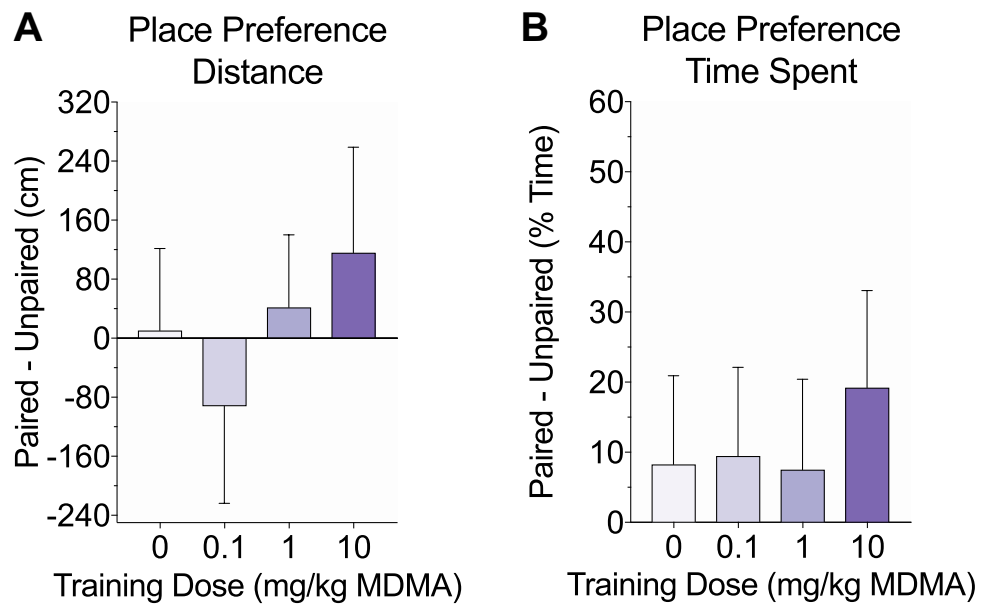 A
Place Preference
Distance
320
240
160
80
0
-80
-160
-240
Paired - Unpaired (cm)
0 0.1 1 10
Training Dose (mg/kg MDMA)
B
Place Preference
Time Spent
60
50
40
30
20
10
0
Paired - Unpaired (% Time)
0 0.1 1 10
Training Dose (mg/kg MDMA)